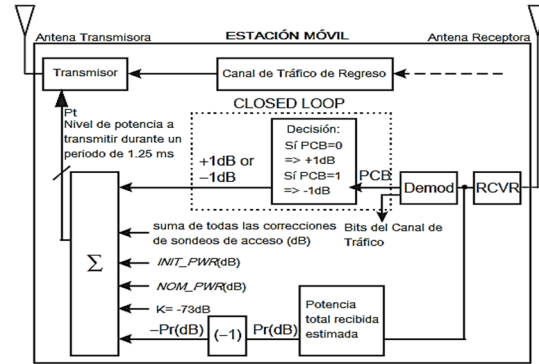 Antena Transmisora
ESTACIÓN MÓVIL
Antena Receptora
Transmisor
Canal de Tráfico de Regreso
Pt
Nivel de potencia a
transmitir durante un
periodo de 1.25 ms
CLOSED LOOP
Decisión:
Sí PCB=0
=> +1dB
Sí PCB=1
=> -1dB
+1dB or
−1dB
PCB
Demod
RCVR
Bits del Canal de
Tráfico
suma de todas las correcciones
de sondeos de acceso (dB)
Σ
INIT_PWR(dB)
NOM_PWR(dB)
K= -73dB
−Pr(dB)
(−1)
Pr(dB)
Potencia
total recibida
estimada